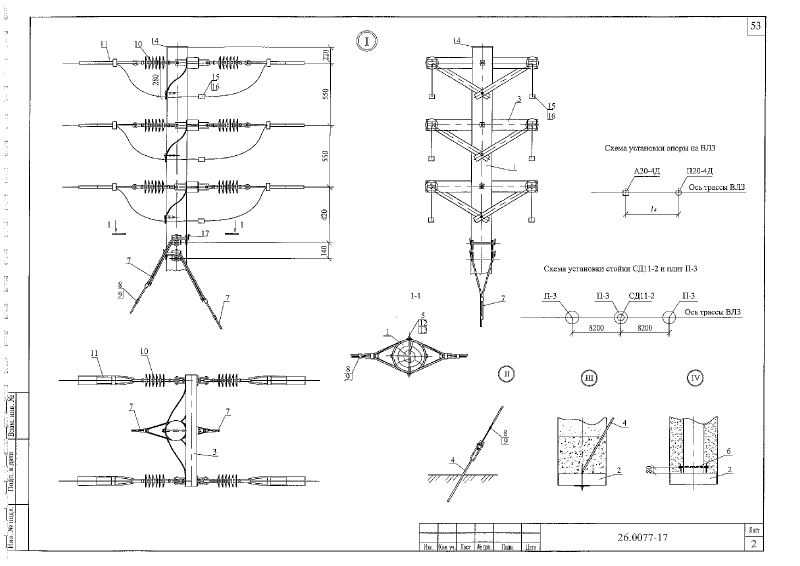 53
11
10
14
I
14
220
280
15
16
550
15
16
3
550
Схема установки опоры на ВЛЗ
А20-4Д
П20-4Д
Ось трассы ВЛЗ
1
420
1
1
17
140
7
8
9
7
1-1
7
Схема установки стойки СД11-2 и плит П-3
П-3
П-3
СД11-2
П-3
Ось трассы ВЛЗ
8200
8200
5
12
13
1
8
9
11
10
7
7
3
II
III
IV
8
9
4
4
2
6
2
Взам. инв. №
Подп. и дата
Инв. № подл.
Изм.
Кол. уч.
Лист
№ док.
Подп.
Дата
26.0077-17
Лист
2